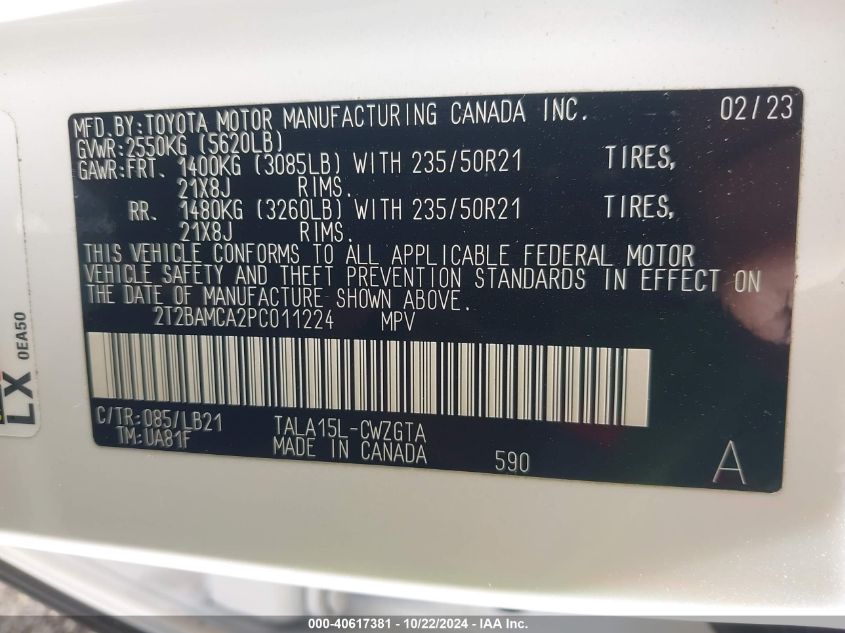 MFD.BY:TOYOTA MOTOR MANUFACTURING CANADA INC. 02/23
GVWR:2550KG (5620LB)
GAWR:FRT. 1400KG (3085LB) WITH 235/50R21 TIRES,
21X8J RIMS.
RR. 1480KG (3260LB) WITH 235/50R21 TIRES,
21X8J RIMS.
THIS VEHICLE CONFORMS TO ALL APPLICABLE FEDERAL MOTOR
VEHICLE SAFETY AND THEFT PREVENTION STANDARDS IN EFFECT ON
THE DATE OF MANUFACTURE SHOWN ABOVE.
2T2BAMCA2PC011224 MPV
C/TR:085/LB21 TALA15L-CWZGTA
TM:UA81F MADE IN CANADA 590 A
LX 0EA50
000-40617381 - 10/22/2024 - IAA Inc.